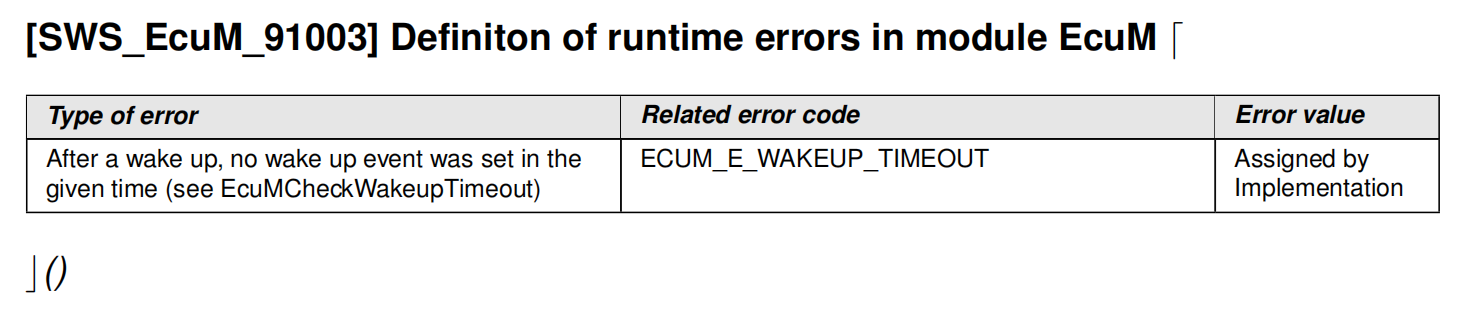 [SWS_EcuM_91003] Definiton of runtime errors in module EcuM ⌈
Type of error
Related error code
Error value
After a wake up, no wake up event was set in the
given time (see EcuMCheckWakeupTimeout)
ECUM_E_WAKEUP_TIMEOUT
Assigned by
Implementation
⌋()